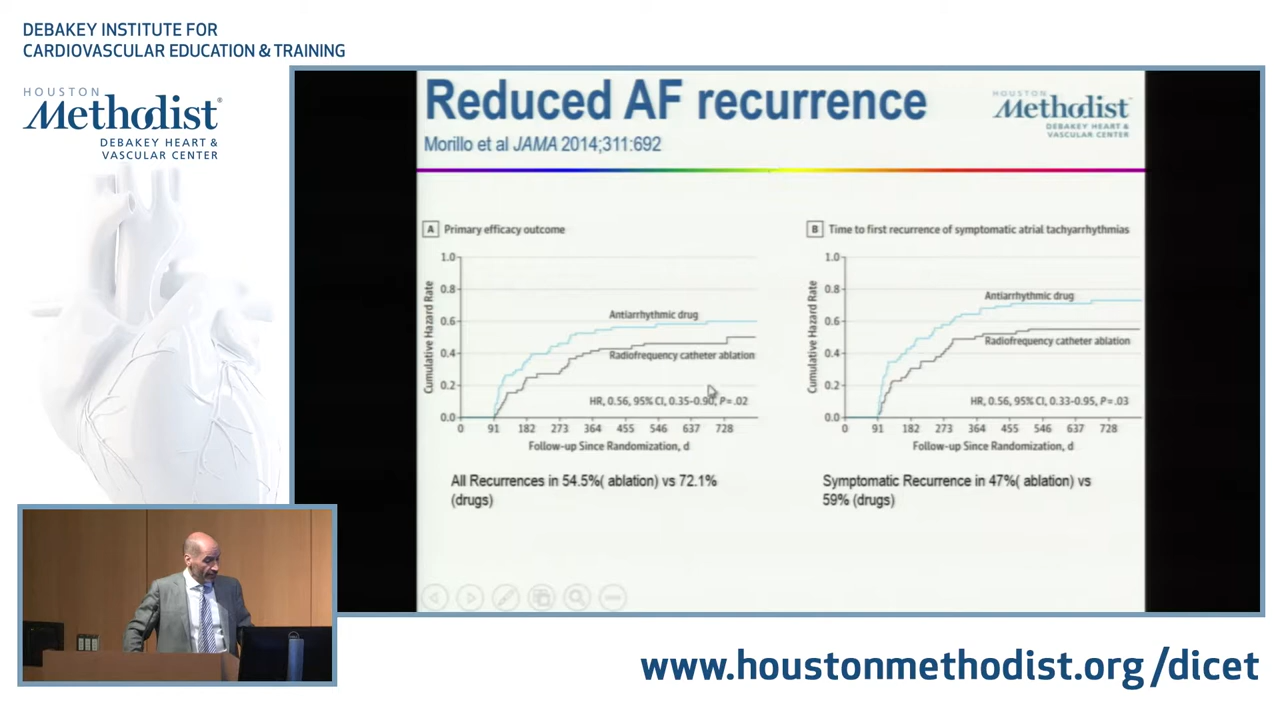 DEBAKEY INSTITUTE FOR
CARDIOVASCULAR EDUCATION & TRAINING
HOUSTON
Methodist®
DEBAKEY HEART &
VASCULAR CENTER
Reduced AF recurrence
Morillo et al JAMA 2014;311:692
HOUSTON
Methodist
DEBAKEY HEART &
VASCULAR CENTER
A Primary efficacy outcome
Cumulative Hazard Rate
1.0
0.8
0.6
0.4
0.2
0.0
Antiarrhythmic drug
Radiofrequency catheter ablation
HR, 0.56, 95% CI, 0.35-0.90, P=.02
0 91 182 273 364 455 546 637 728
Follow-up Since Randomization, d
All Recurrences in 54.5%( ablation) vs 72.1%
(drugs)
B Time to first recurrence of symptomatic atrial tachyarrhythmias
Cumulative Hazard Rate
1.0
0.8
0.6
0.4
0.2
0.0
Antiarrhythmic drug
Radiofrequency catheter ablation
HR, 0.56, 95% CI, 0.33-0.95, P=.03
0 91 182 273 364 455 546 637 728
Follow-up Since Randomization, d
Symptomatic Recurrence in 47%( ablation) vs
59% (drugs)
www.houstonmethodist.org /dicet